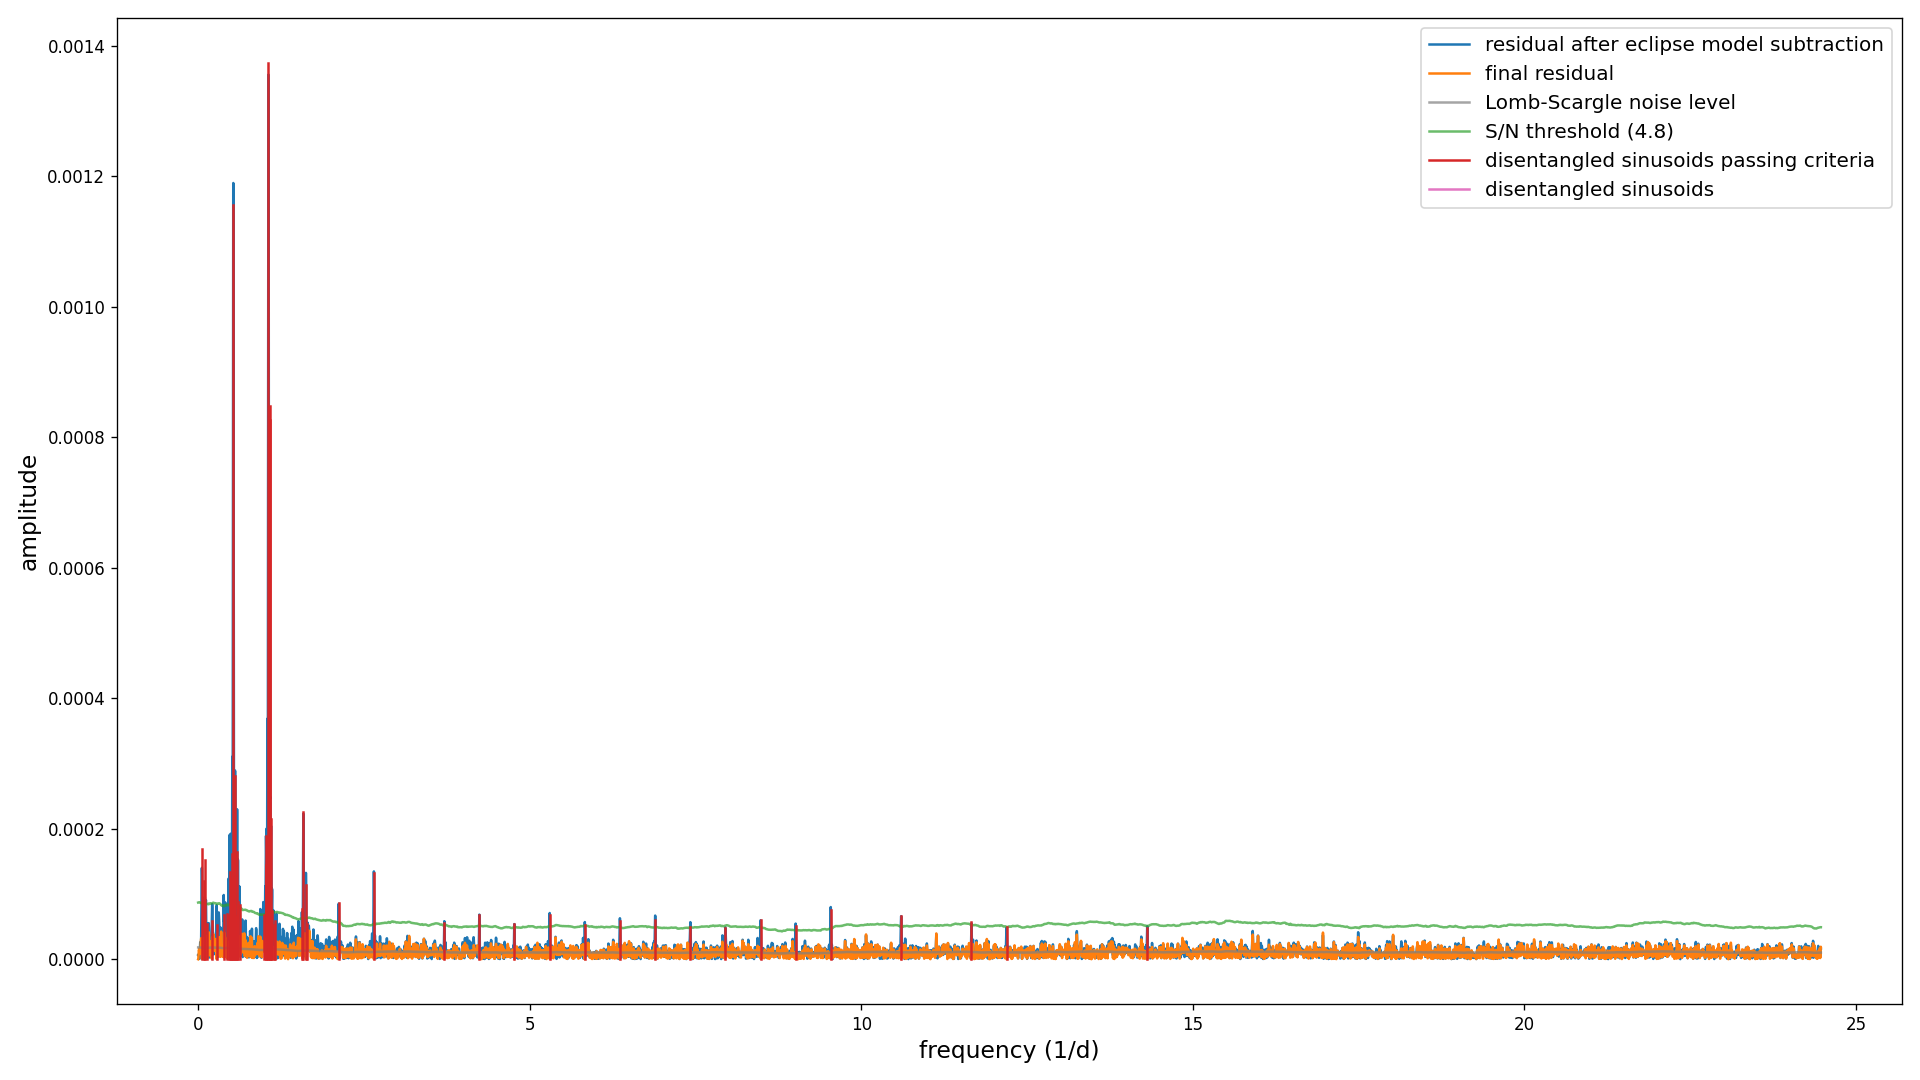 0.0014
0.0012
0.0010
0.0008
0.0006
0.0004
0.0002
0.0000
amplitude
0 5 10 15 20 25
frequency (1/d)
residual after eclipse model subtraction
final residual
Lomb-Scargle noise level
S/N threshold (4.8)
disentangled sinusoids passing criteria
disentangled sinusoids